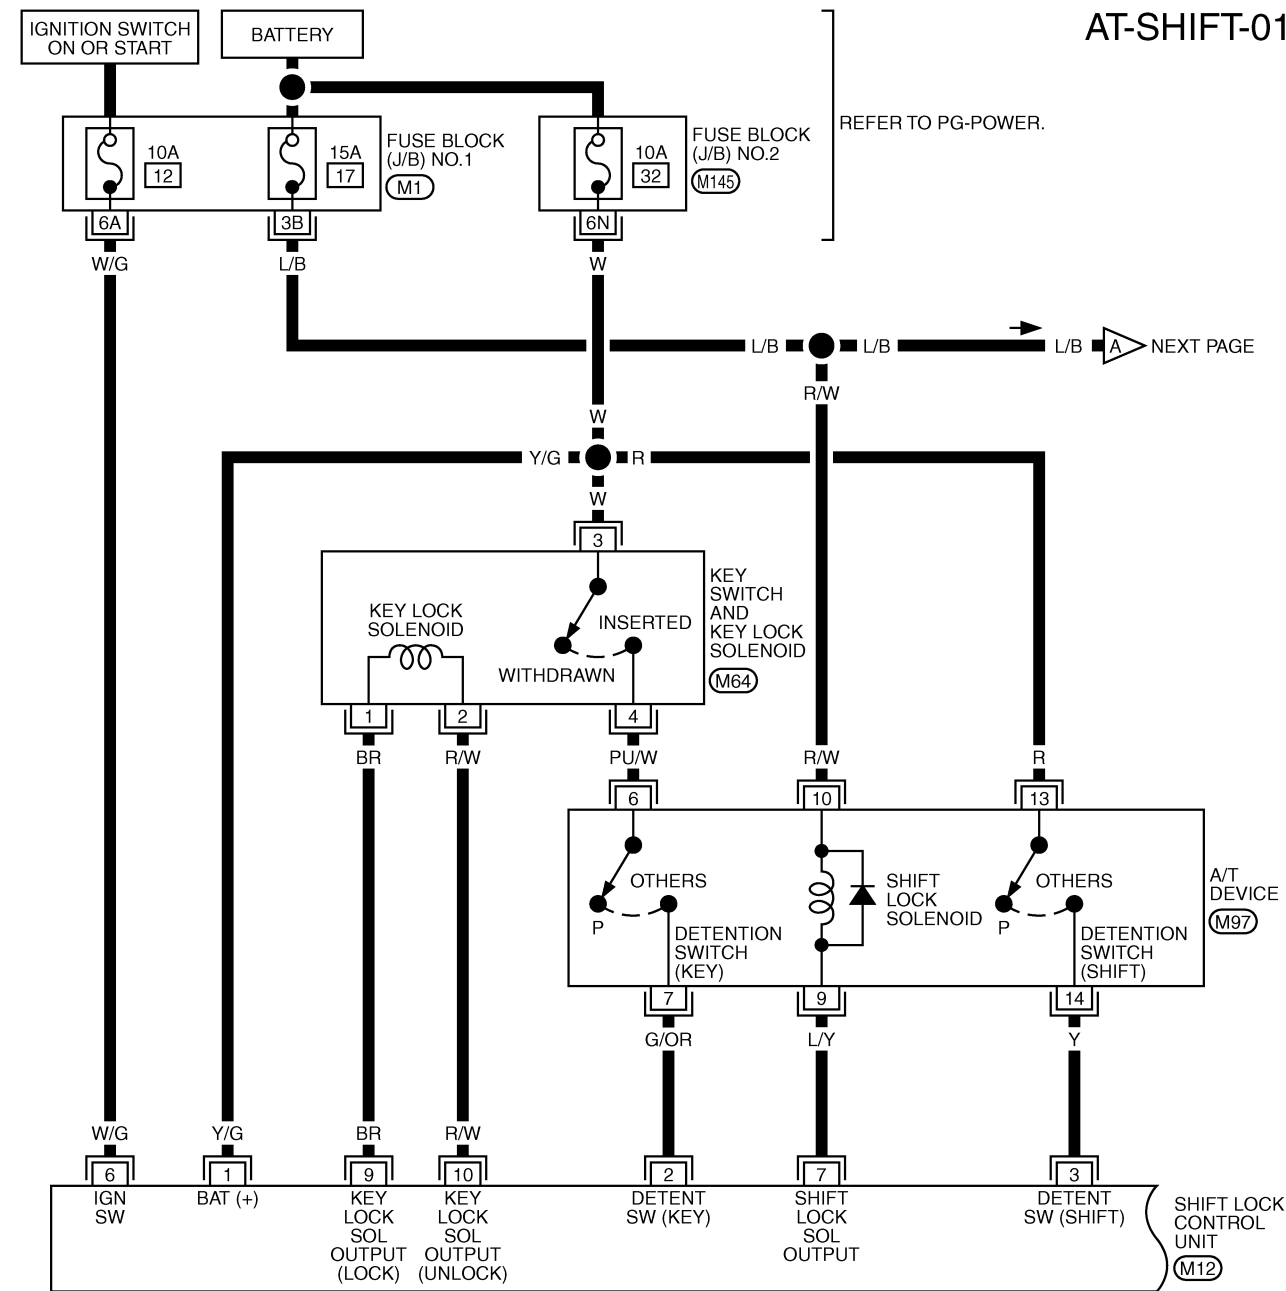 AT-SHIFT-01
IGNITION SWITCH
ON OR START
BATTERY
REFER TO PG-POWER.
10A
12
15A
17
FUSE BLOCK
(J/B) NO.1
M1
10A
32
FUSE BLOCK
(J/B) NO.2
M145
6A
3B
6N
W/G
L/B
W
L/B
L/B
L/B
A
NEXT PAGE
R/W
W
Y/G
R
W
3
KEY
SWITCH
AND
KEY LOCK
SOLENOID
M64
KEY LOCK
SOLENOID
INSERTED
WITHDRAWN
1
2
4
BR
R/W
PU/W
R/W
R
6
10
13
OTHERS
P
DETENTION
SWITCH
(KEY)
SHIFT
LOCK
SOLENOID
OTHERS
P
DETENTION
SWITCH
(SHIFT)
A/T
DEVICE
M97
7
9
14
G/OR
L/Y
Y
W/G
Y/G
BR
R/W
6
1
9
10
2
7
3
IGN
SW
BAT (+)
KEY
LOCK
SOL
OUTPUT
(LOCK)
KEY
LOCK
SOL
OUTPUT
(UNLOCK)
DETENT
SW (KEY)
SHIFT
LOCK
SOL
OUTPUT
DETENT
SW (SHIFT)
SHIFT LOCK
CONTROL
UNIT
M12